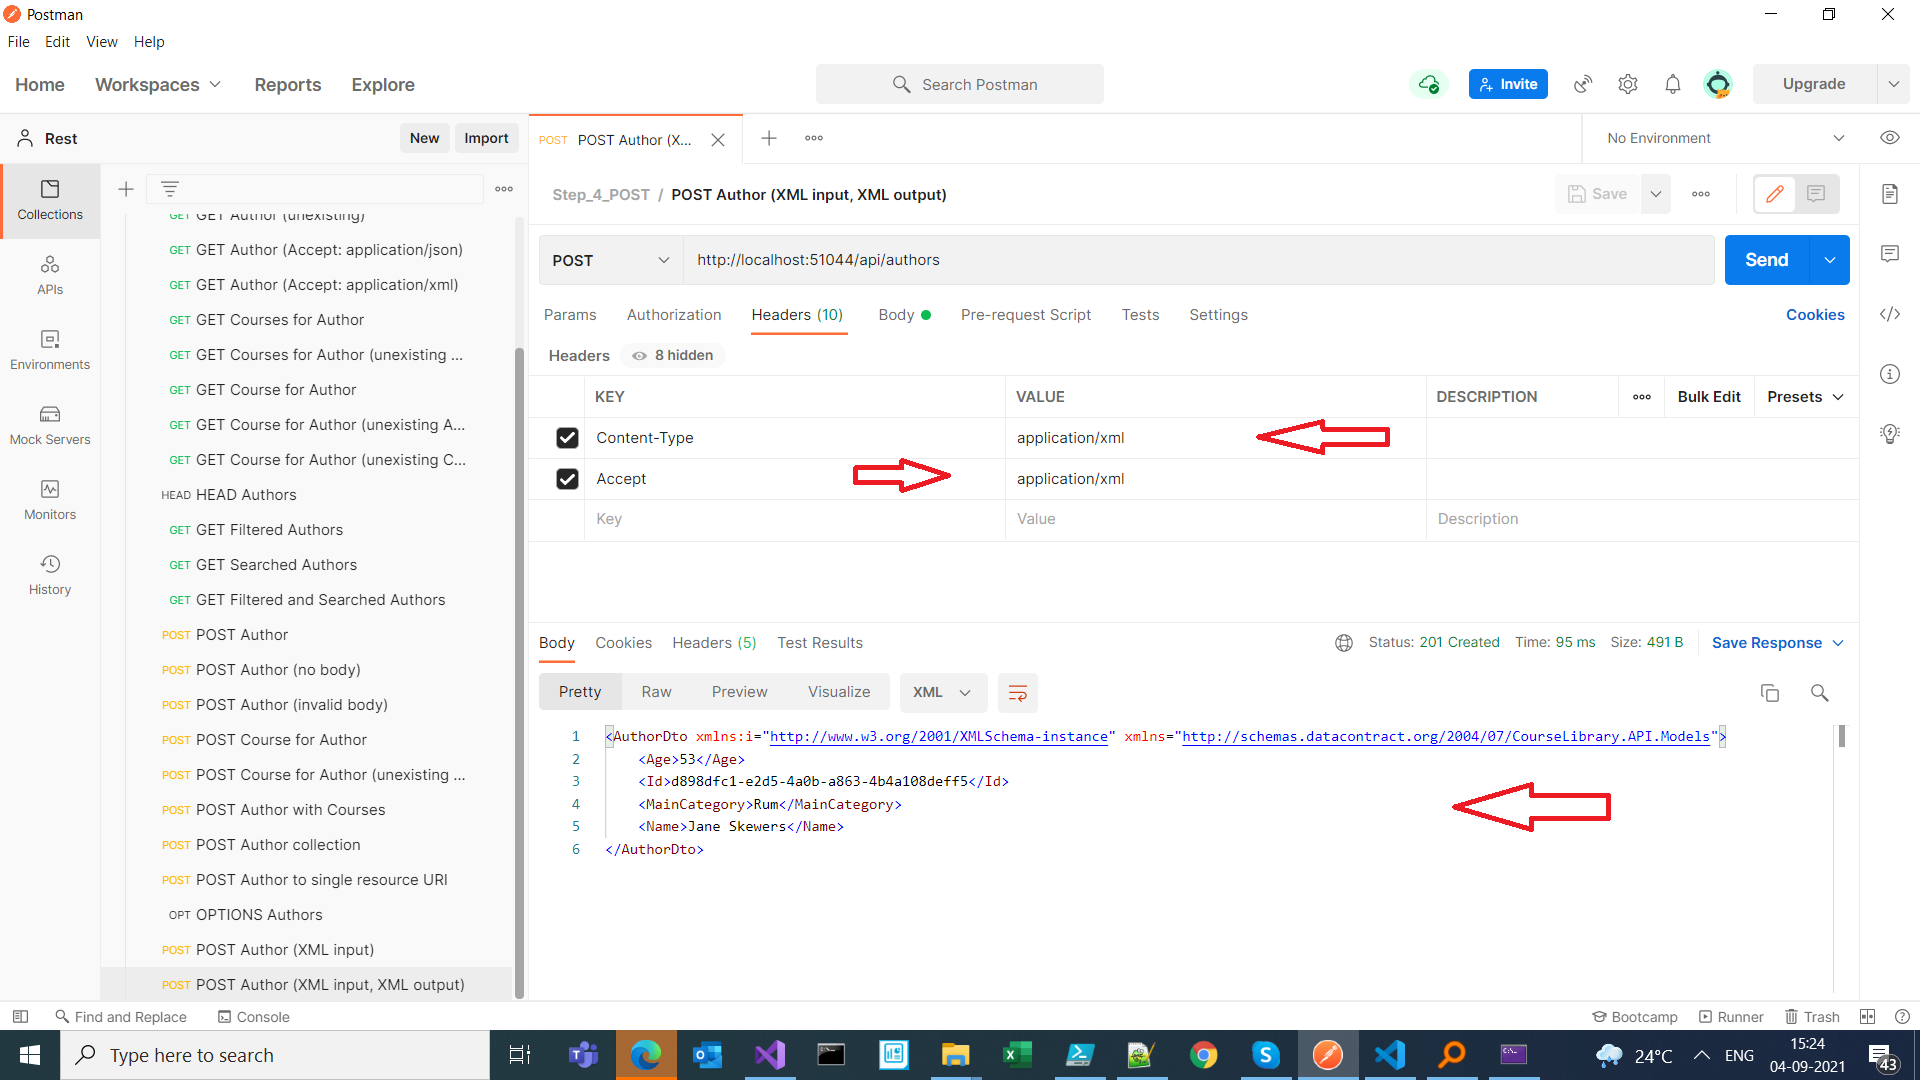 Postman
File Edit View Help
Home Workspaces Reports Explore
Search Postman
Invite
Upgrade
Rest
New Import
POST POST Author (X...
No Environment
Collections
APIs
Environments
Mock Servers
Monitors
History
GET GET Author (unexisting)
GET GET Author (Accept: application/json)
GET GET Author (Accept: application/xml)
GET GET Courses for Author
GET GET Courses for Author (unexisting ...
GET GET Course for Author
GET GET Course for Author (unexisting A...
GET GET Course for Author (unexisting C...
HEAD HEAD Authors
GET GET Filtered Authors
GET GET Searched Authors
GET GET Filtered and Searched Authors
POST POST Author
POST POST Author (no body)
POST POST Author (invalid body)
POST POST Course for Author
POST POST Course for Author (unexisting ...
POST POST Author with Courses
POST POST Author collection
POST POST Author to single resource URI
OPT OPTIONS Authors
POST POST Author (XML input)
POST POST Author (XML input, XML output)
Step_4_POST / POST Author (XML input, XML output)
Save
POST http://localhost:51044/api/authors Send
Params Authorization Headers (10) Body Pre-request Script Tests Settings Cookies
Headers 8 hidden
KEY VALUE DESCRIPTION Bulk Edit Presets
Content-Type application/xml
Accept application/xml
Key Value Description
Body Cookies Headers (5) Test Results
Status: 201 Created Time: 95 ms Size: 491 B Save Response
Pretty Raw Preview Visualize XML
1 <AuthorDto xmlns:i="http://www.w3.org/2001/XMLSchema-instance" xmlns="http://schemas.datacontract.org/2004/07/CourseLibrary.API.Models">
2 <Age>53</Age>
3 <Id>d898dfc1-e2d5-4a0b-a863-4b4a108deff5</Id>
4 <MainCategory>Rum</MainCategory>
5 <Name>Jane Skewers</Name>
6 </AuthorDto>
Find and Replace Console
Bootcamp Runner Trash
Type here to search
24°C ENG
15:24
04-09-2021
43